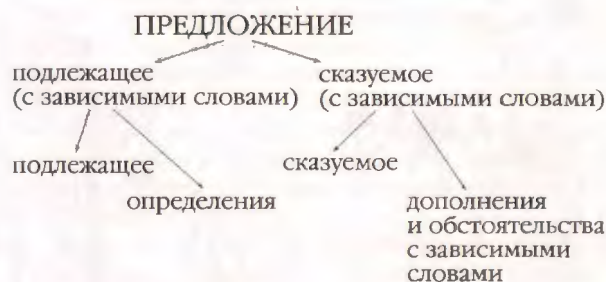 ПРЕДЛОЖЕНИЕ
подлежащее
(с зависимыми словами)
сказуемое
(с зависимыми словами)
подлежащее
сказуемое
определения
дополнения
и обстоятельства
с зависимыми
словами